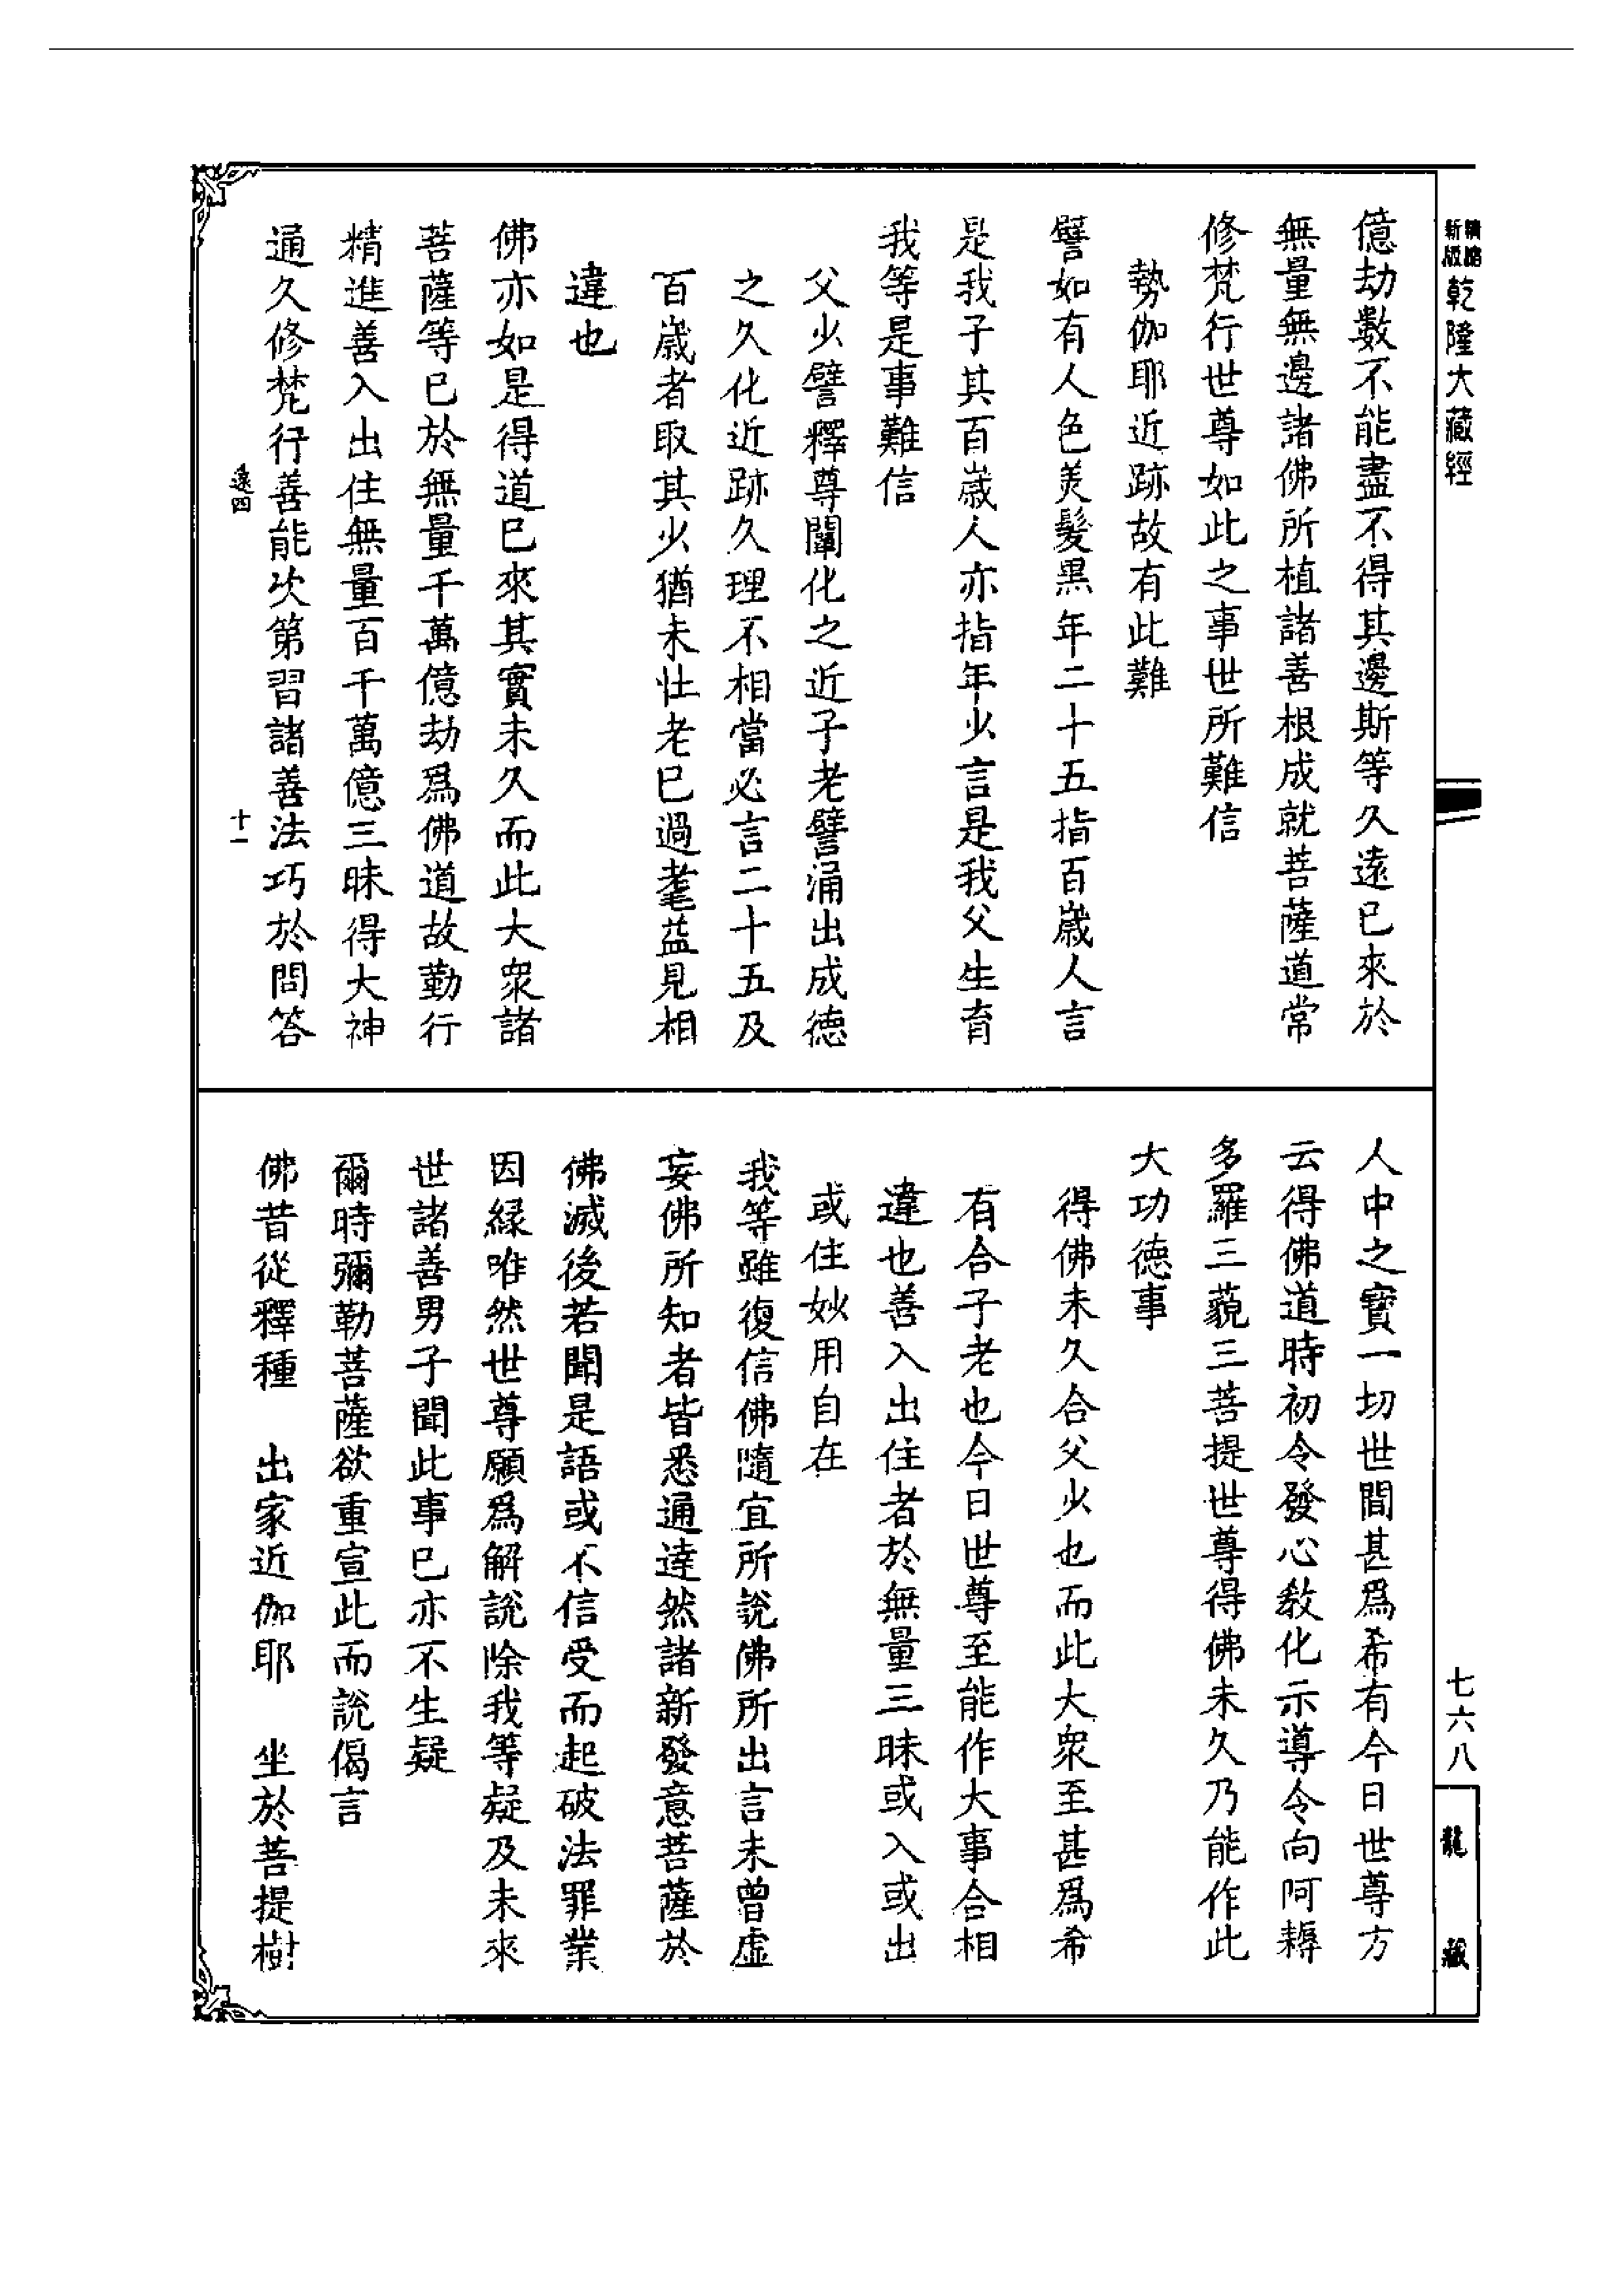 精縮
新版
乾隆大藏經
億劫數不能盡不得其邊斯等久遠已來於
無量無邊諸佛所植諸善根成就菩薩道常
修梵行世尊如此之事世所難信
勢伽耶近跡故有此難
譬如有人色美髮黑年二十五指百歲人言
是我子其百歲人亦指年少言是我父生育
我等是事難信
父少譬釋尊闡化之近子老譬涌出成德
之久化近跡久理不相當必言二十五及
百歲者取其少猶未壯老已過耄益見相
違也
佛亦如是得道已來其實未久而此大衆諸
菩薩等已於無量千萬億劫爲佛道故勤行
精進善入出住無量百千萬億三昧得大神
通久修梵行善能次第習諸善法巧於問答
遠四
十一
人中之寶一切世間甚爲希有今日世尊方
云得佛道時初令發心教化示導令向阿耨
多羅三藐三菩提世尊得佛未久乃能作此
大功德事
得佛未久合父少也而此大衆至甚爲希
有合子老也今日世尊至能作大事合相
違也善入出住者於無量三昧或入或出
或住妙用自在
我等雖復信佛隨宜所說佛所出言未曾虛
妄佛所知者皆悉通達然諸新發意菩薩於
佛滅後若聞是語或不信受而起破法罪業
因緣唯然世尊願爲解說除我等疑及未來
世諸善男子聞此事已亦不生疑
爾時彌勒菩薩欲重宣此而說偈言
佛昔從釋種　出家近伽耶　坐於菩提樹
七六八
龍藏